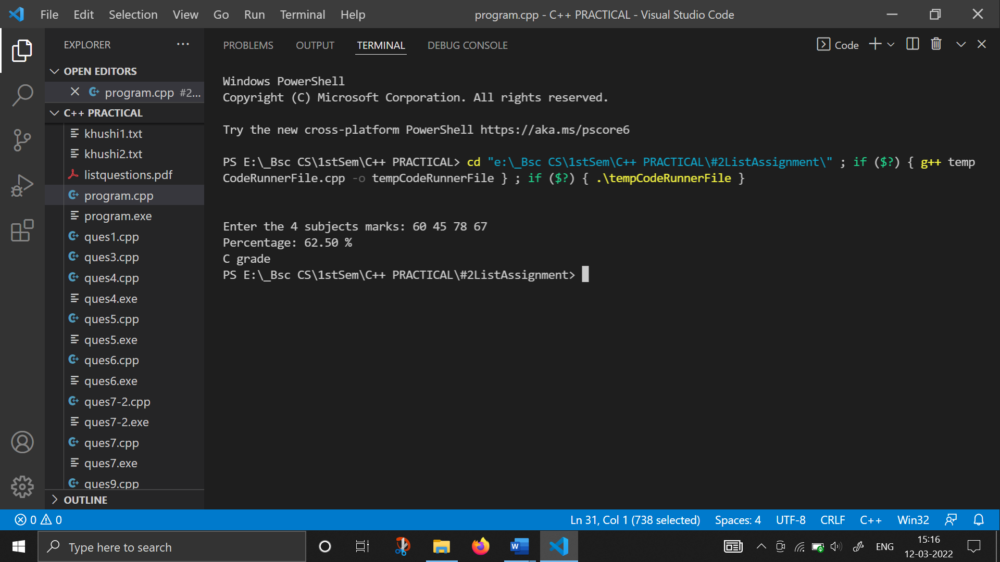 File Edit Selection View Go Run Terminal Help
program.cpp - C++ PRACTICAL - Visual Studio Code
EXPLORER
PROBLEMS OUTPUT TERMINAL DEBUG CONSOLE
Code
OPEN EDITORS
program.cpp #2...
C++ PRACTICAL
khushi1.txt
khushi2.txt
listquestions.pdf
program.cpp
program.exe
ques1.cpp
ques3.cpp
ques4.cpp
ques4.exe
ques5.cpp
ques5.exe
ques6.cpp
ques6.exe
ques7-2.cpp
ques7-2.exe
ques7.cpp
ques7.exe
ques9.cpp
OUTLINE
Windows PowerShell
Copyright (C) Microsoft Corporation. All rights reserved.
Try the new cross-platform PowerShell https://aka.ms/pscore6
PS E:\_Bsc CS\1stSem\C++ PRACTICAL> cd "e:\_Bsc CS\1stSem\C++ PRACTICAL\#2ListAssignment\" ; if ($?) { g++ temp
CodeRunnerFile.cpp -o tempCodeRunnerFile } ; if ($?) { .\tempCodeRunnerFile }
Enter the 4 subjects marks: 60 45 78 67
Percentage: 62.50 %
C grade
PS E:\_Bsc CS\1stSem\C++ PRACTICAL\#2ListAssignment>
0 0
Ln 31, Col 1 (738 selected) Spaces: 4 UTF-8 CRLF C++ Win32
Type here to search
W
ENG
15:16
12-03-2022